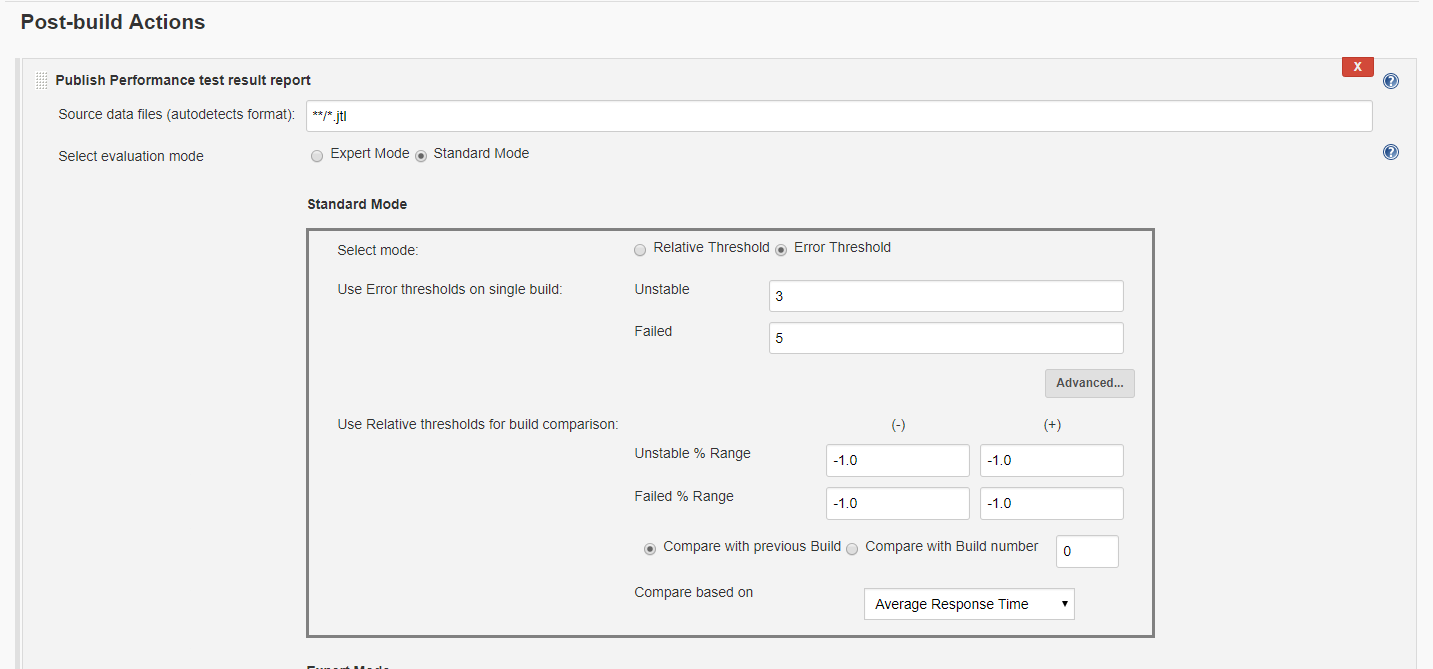 Post-build Actions
X
Publish Performance test result report
?
Source data files (autodetects format): **/*.jtl
Select evaluation mode Expert Mode Standard Mode
?
Standard Mode
Select mode: Relative Threshold Error Threshold
Use Error thresholds on single build: Unstable 3
Failed 5
Advanced...
Use Relative thresholds for build comparison: (-) (+)
Unstable % Range -1.0 -1.0
Failed % Range -1.0 -1.0
Compare with previous Build Compare with Build number 0
Compare based on Average Response Time
Expert Mode